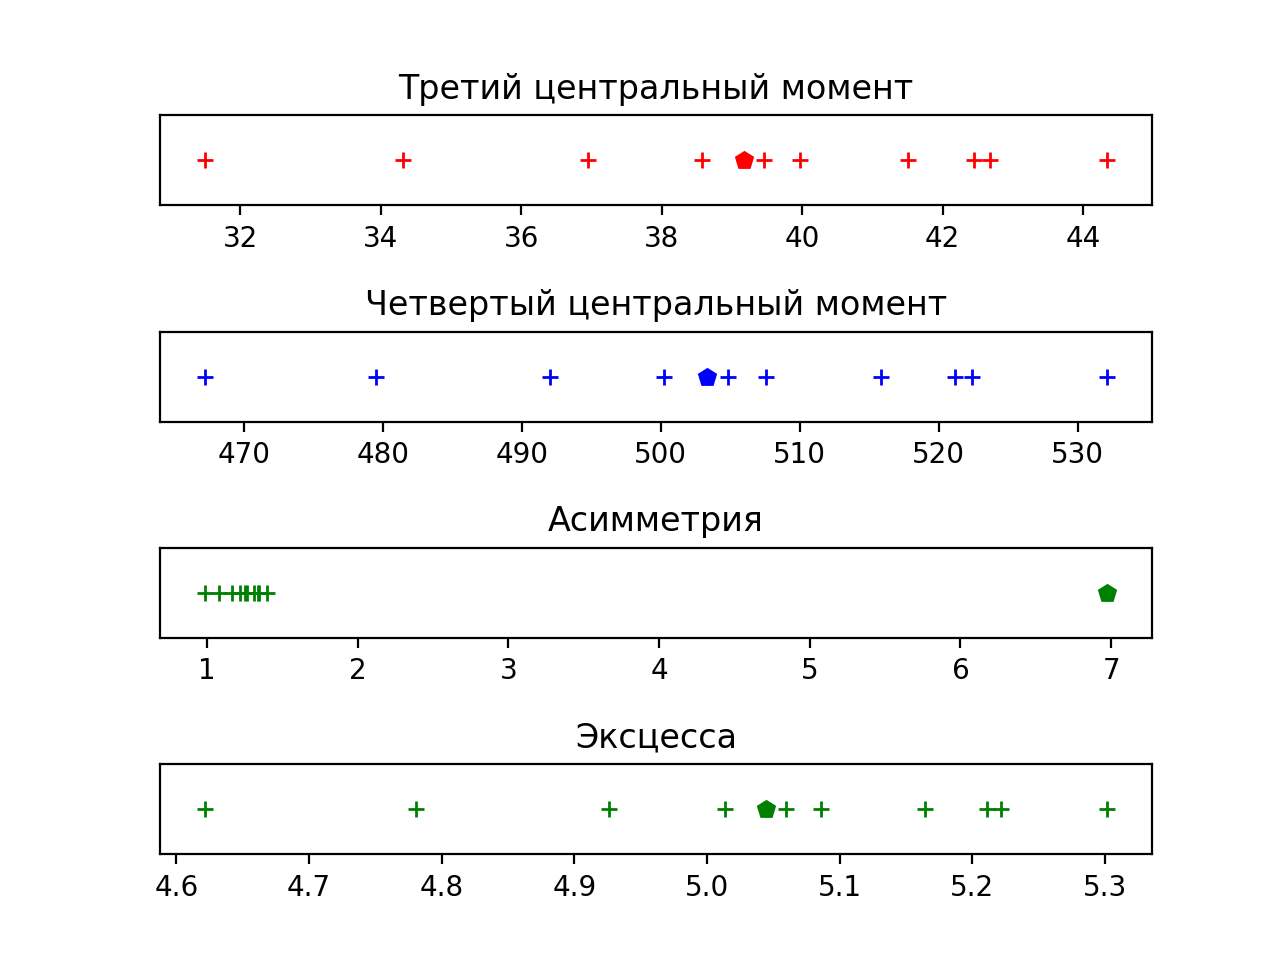 Третий центральный момент
32 34 36 38 40 42 44
Четвертый центральный момент
470 480 490 500 510 520 530
Асимметрия
1 2 3 4 5 6 7
Эксцесса
4.6 4.7 4.8 4.9 5.0 5.1 5.2 5.3